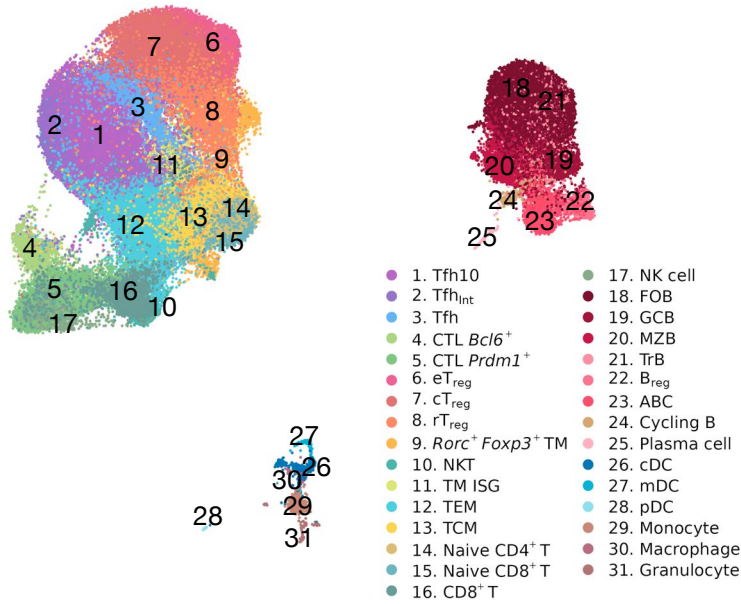 7
6
18
21
3
8
2
1
11
9
20
19
14
24
22
12
13
23
15
25
4
5
16
10
17
27
26
30
29
28
31
1. Tfh10
2. Tfh_Int
3. Tfh
4. CTL Bcl6⁺
5. CTL Prdm1⁺
6. eT_reg
7. cT_reg
8. rT_reg
9. Rorc⁺ Foxp3⁺ TM
10. NKT
11. TM ISG
12. TEM
13. TCM
14. Naive CD4⁺ T
15. Naive CD8⁺ T
16. CD8⁺ T
17. NK cell
18. FOB
19. GCB
20. MZB
21. TrB
22. B_reg
23. ABC
24. Cycling B
25. Plasma cell
26. cDC
27. mDC
28. pDC
29. Monocyte
30. Macrophage
31. Granulocyte